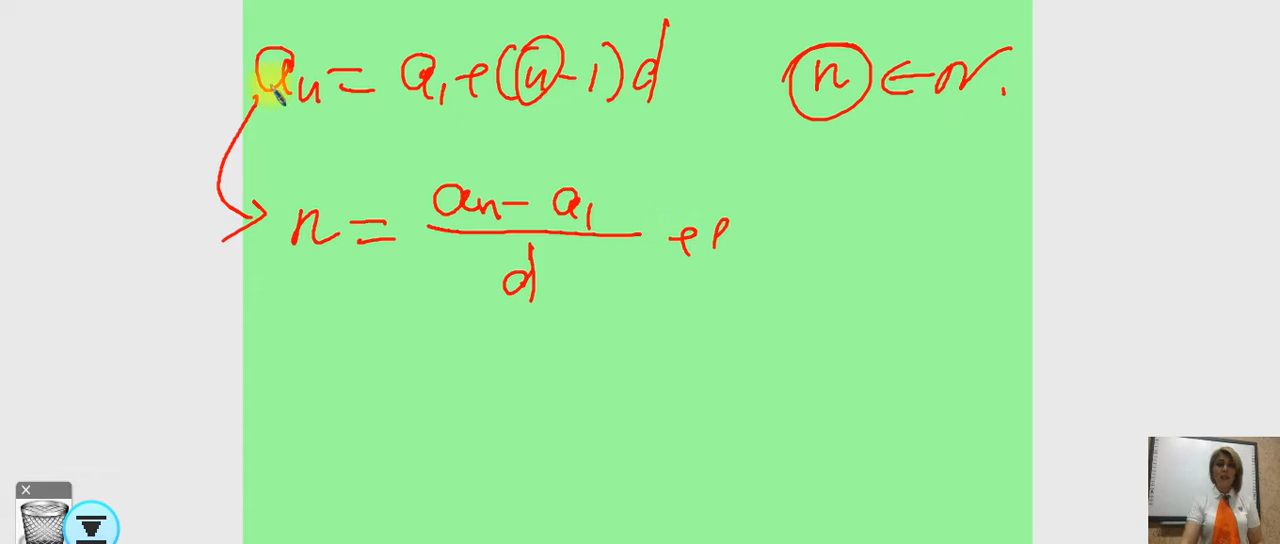 aₙ = a₁ + (n-1)d n ∈ N.
n = (aₙ - a₁)/d + 1